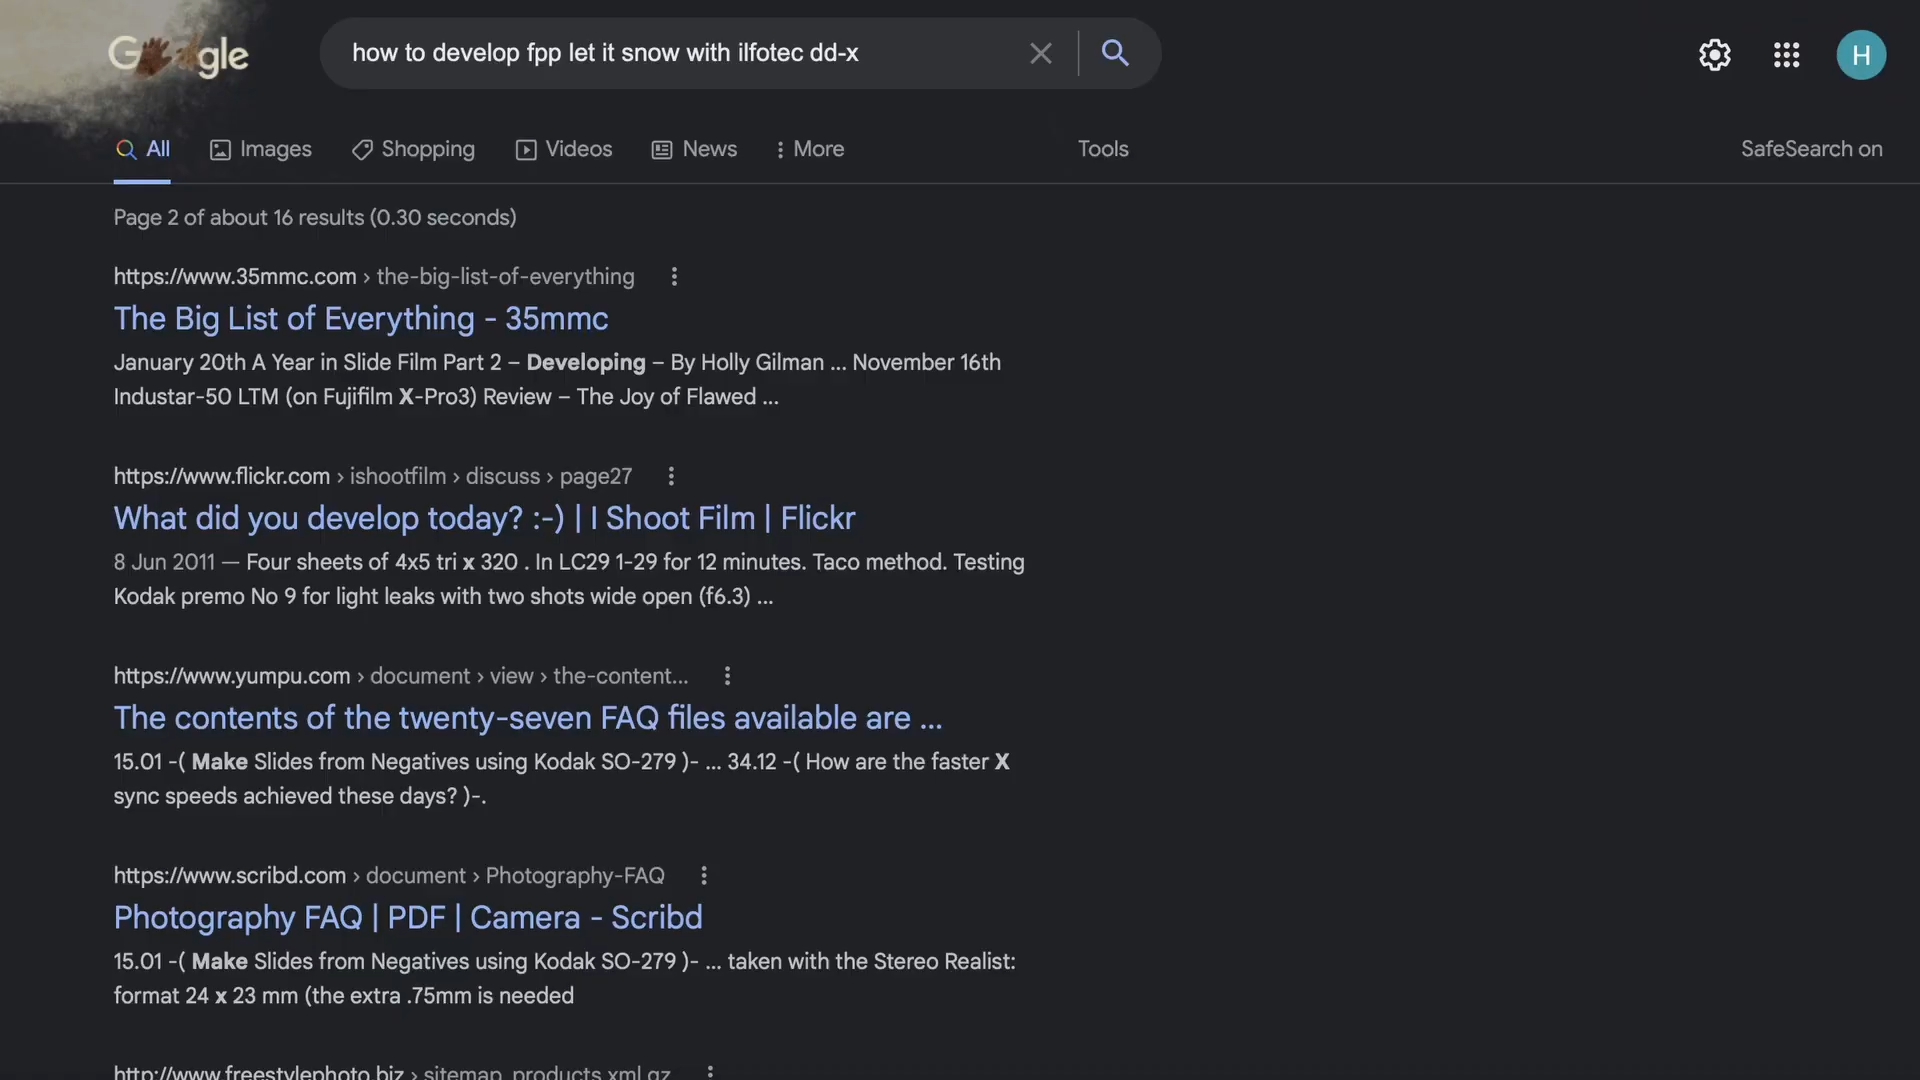 Google
how to develop fpp let it snow with ilfotec dd-x
H
All Images Shopping Videos News More Tools SafeSearch on
Page 2 of about 16 results (0.30 seconds)
https://www.35mmc.com › the-big-list-of-everything
The Big List of Everything - 35mmc
January 20th A Year in Slide Film Part 2 – Developing – By Holly Gilman ... November 16th
Industar-50 LTM (on Fujifilm X-Pro3) Review – The Joy of Flawed ...
https://www.flickr.com › ishootfilm › discuss › page27
What did you develop today? :-) | I Shoot Film | Flickr
8 Jun 2011 — Four sheets of 4x5 tri x 320 . In LC29 1-29 for 12 minutes. Taco method. Testing
Kodak premo No 9 for light leaks with two shots wide open (f6.3) ...
https://www.yumpu.com › document › view › the-content...
The contents of the twenty-seven FAQ files available are ...
15.01 -( Make Slides from Negatives using Kodak SO-279 )- ... 34.12 -( How are the faster X
sync speeds achieved these days? )-.
https://www.scribd.com › document › Photography-FAQ
Photography FAQ | PDF | Camera - Scribd
15.01 -( Make Slides from Negatives using Kodak SO-279 )- ... taken with the Stereo Realist:
format 24 x 23 mm (the extra .75mm is needed
http://www.freestylephoto.biz › sitemap_products.xml.gz